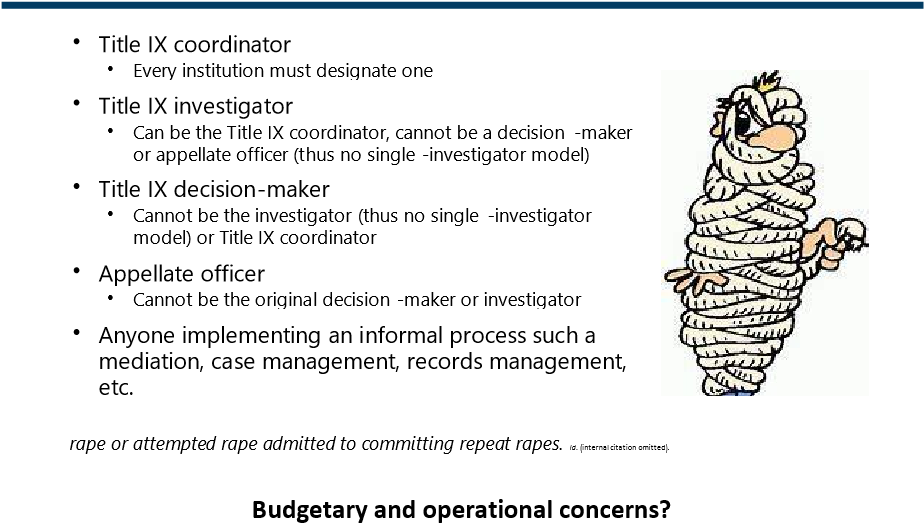 • Title IX coordinator
• Every institution must designate one
• Title IX investigator
• Can be the Title IX coordinator, cannot be a decision -maker
or appellate officer (thus no single -investigator model)
• Title IX decision-maker
• Cannot be the investigator (thus no single -investigator
model) or Title IX coordinator
• Appellate officer
• Cannot be the original decision -maker or investigator
• Anyone implementing an informal process such a
mediation, case management, records management,
etc.
rape or attempted rape admitted to committing repeat rapes. Id. (internal citation omitted).
Budgetary and operational concerns?